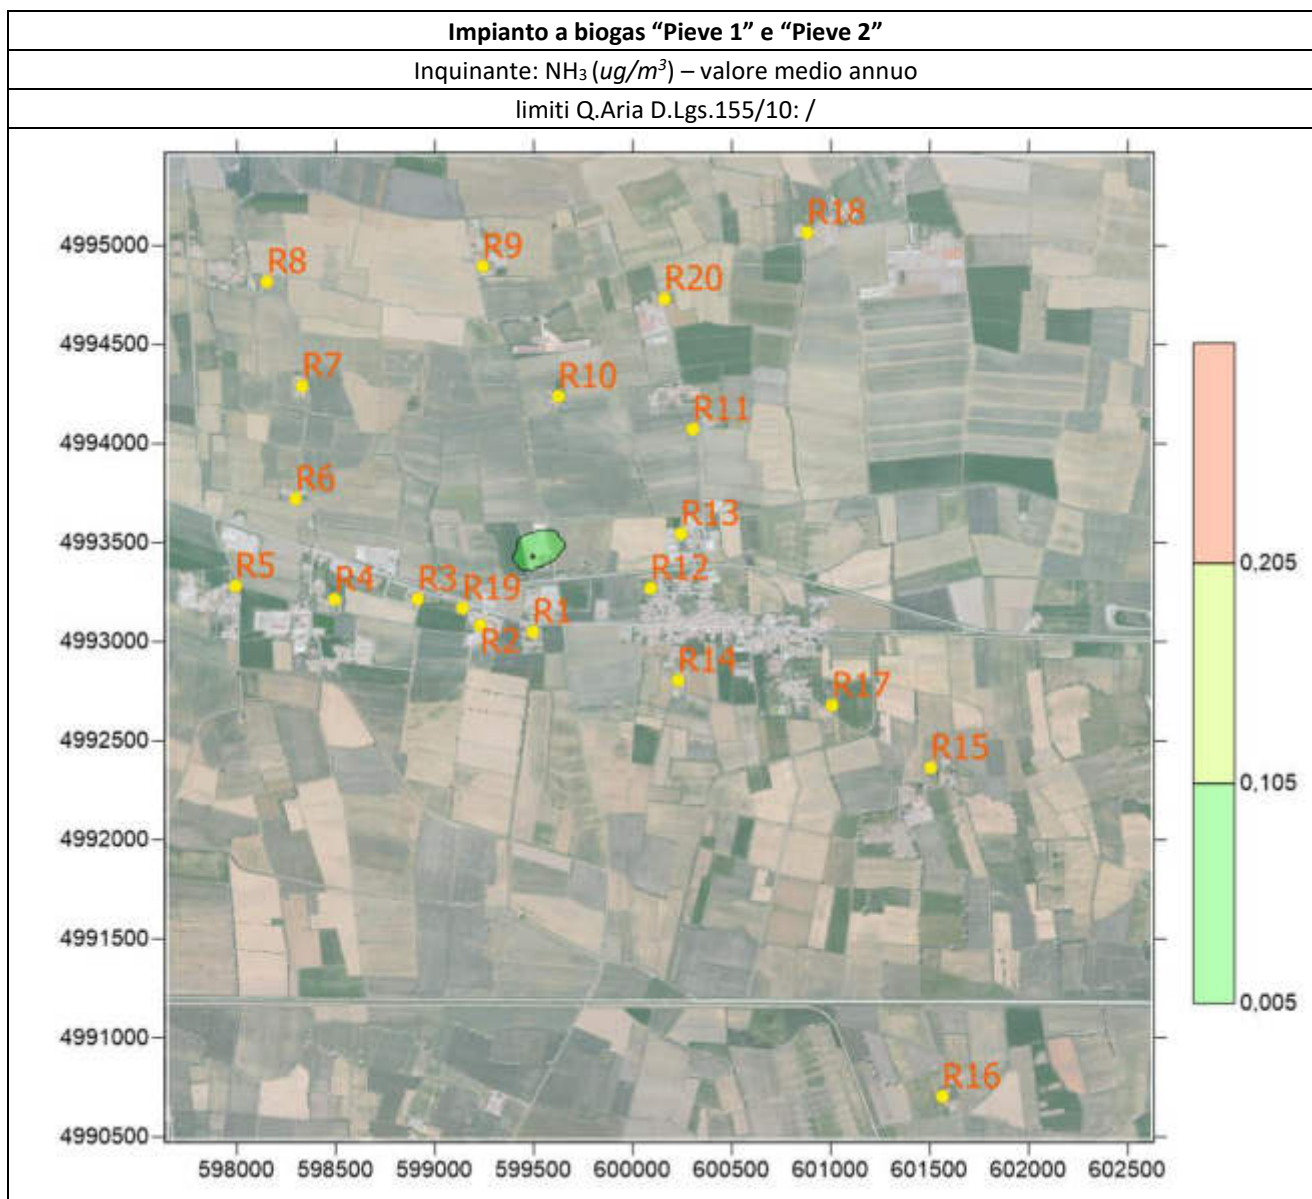 Impianto a biogas “Pieve 1” e “Pieve 2”
Inquinante: NH3 (ug/m3) – valore medio annuo
limiti Q.Aria D.Lgs.155/10: /
R18
4995000
R9
R8
R20
4994500
R7
R10
R11
4994000
R6
R13
4993500
R5
R4
R3
R19
R12
0,205
R1
4993000
R2
R14
R17
4992500
R15
0,105
4992000
4991500
0,005
4991000
R16
4990500
598000 598500 599000 599500 600000 600500 601000 601500 602000 602500